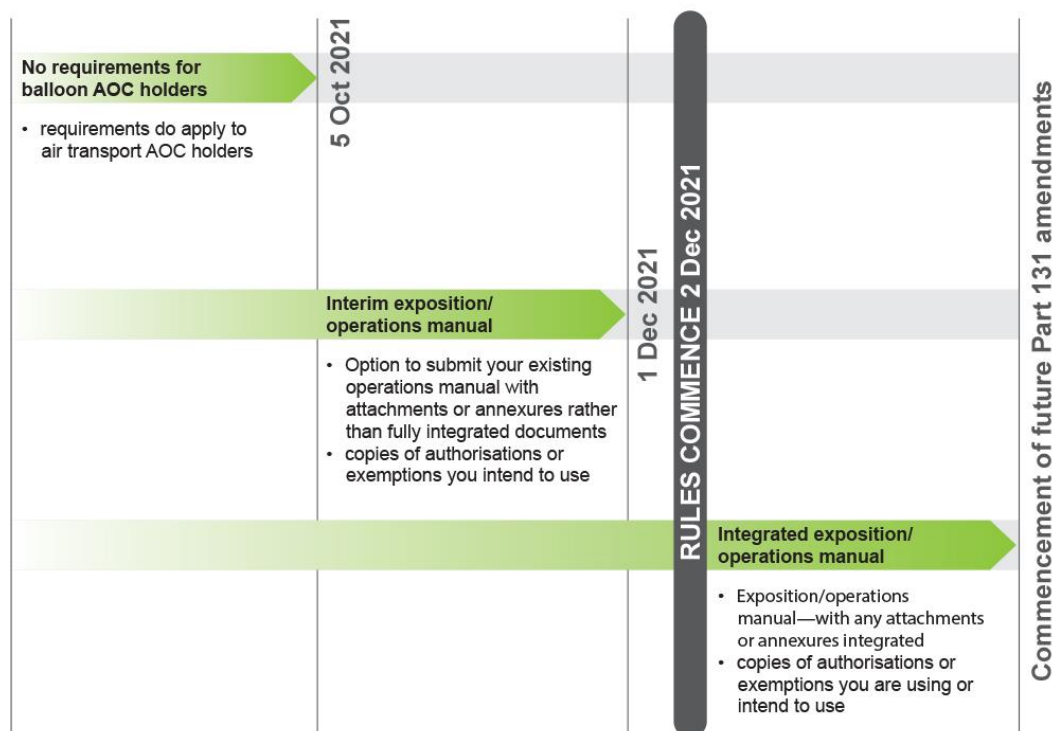 No requirements for
balloon AOC holders
• requirements do apply to
air transport AOC holders
5 Oct 2021
Interim exposition/
operations manual
• Option to submit your existing
operations manual with
attachments or annexures rather
than fully integrated documents
• copies of authorisations or
exemptions you intend to use
1 Dec 2021
RULES COMMENCE 2 Dec 2021
Integrated exposition/
operations manual
• Exposition/operations
manual—with any attachments
or annexures integrated
• copies of authorisations or
exemptions you are using or
intend to use
Commencement of future Part 131 amendments